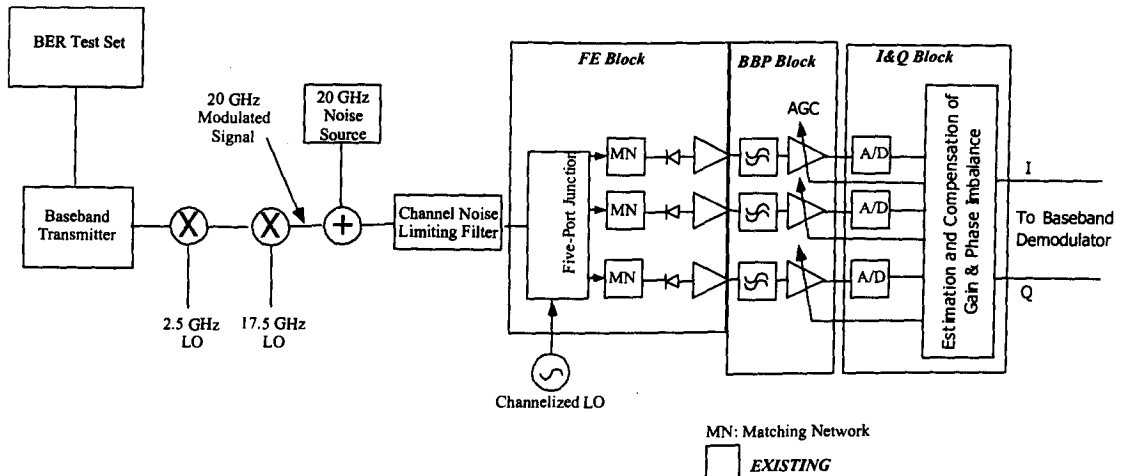 BER Test Set
20 GHz
Modulated
Signal
20 GHz
Noise
Source
Baseband
Transmitter
2.5 GHz
LO
17.5 GHz
LO
Channel Noise
Limiting Filter
FE Block
Five-Port Junction
MN
MN
MN
Channelized LO
BBP Block
AGC
I&Q Block
A/D
A/D
A/D
Estimation and Compensation of
Gain & Phase Imbalance
I
To Baseband
Demodulator
Q
MN: Matching Network
EXISTING